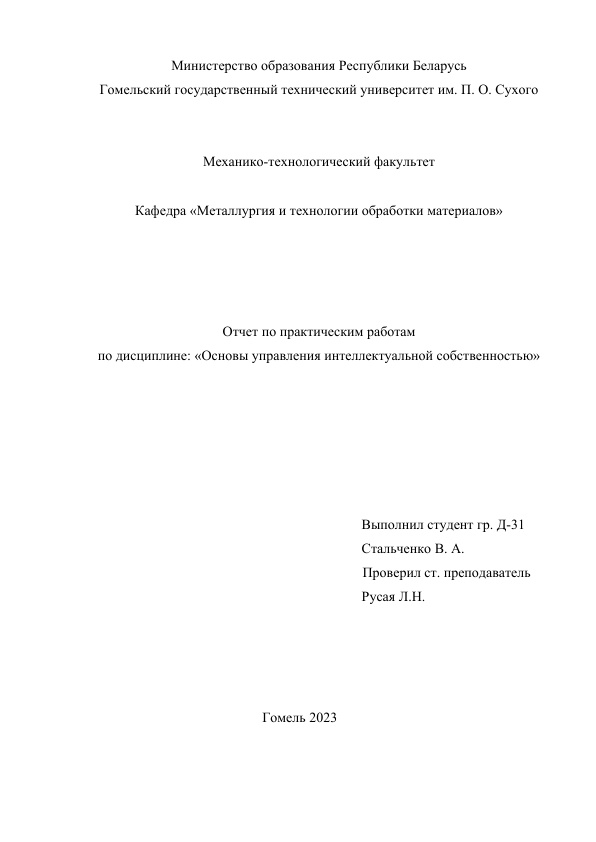 Министерство образования Республики Беларусь
Гомельский государственный технический университет им. П. О. Сухого
Механико-технологический факультет
Кафедра «Металлургия и технологии обработки материалов»
Отчет по практическим работам
по дисциплине: «Основы управления интеллектуальной собственностью»
Выполнил студент гр. Д-31
Стальченко В. А.
Проверил ст. преподаватель
Русая Л.Н.
Гомель 2023